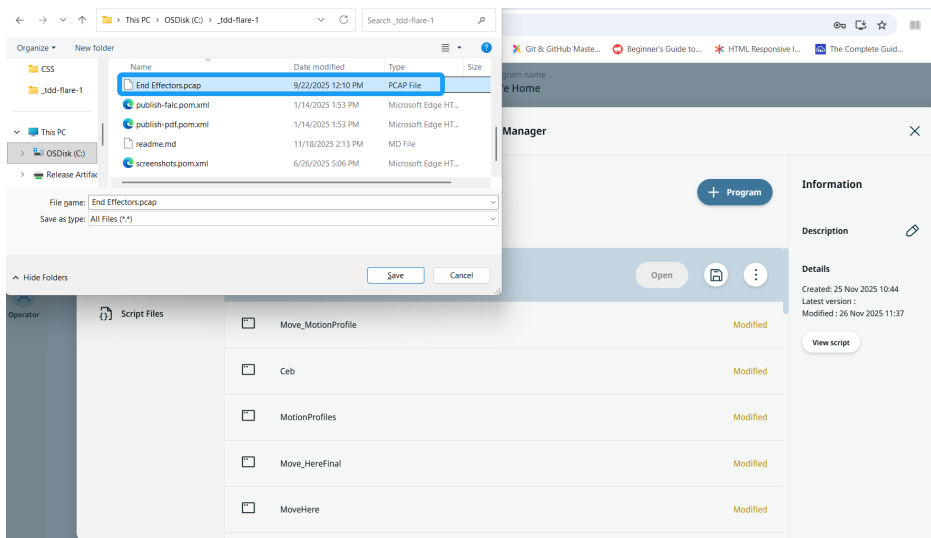 This PC > OSDisk (C:) > _tdd-flare-1
Search _tdd-flare-1
Organize
New folder
Name
Date modified
Type
Size
CSS
_tdd-flare-1
This PC
OSDisk (C:)
Release Artifac
End Effectors.pcap
9/22/2025 12:10 PM
PCAP File
publish-falc.pom.xml
1/14/2025 1:53 PM
Microsoft Edge HT...
publish-pdf.pom.xml
1/14/2025 1:53 PM
Microsoft Edge HT...
readme.md
11/18/2025 2:13 PM
MD File
screenshots.pom.xml
6/26/2025 5:06 PM
Microsoft Edge HT...
File name:
End Effectors.pcap
Save as type:
All Files (*.*)
Hide Folders
Save
Cancel
Git & GitHub Maste...
Beginner's Guide to...
HTML Responsive I...
The Complete Guid...
gram name
e Home
Manager
+ Program
Open
Operator
Script Files
Move_MotionProfile
Modified
Ceb
Modified
MotionProfiles
Modified
Move_HereFinal
Modified
MoveHere
Modified
Information
Description
Details
Created: 25 Nov 2025 10:44
Latest version :
Modified : 26 Nov 2025 11:37
View script